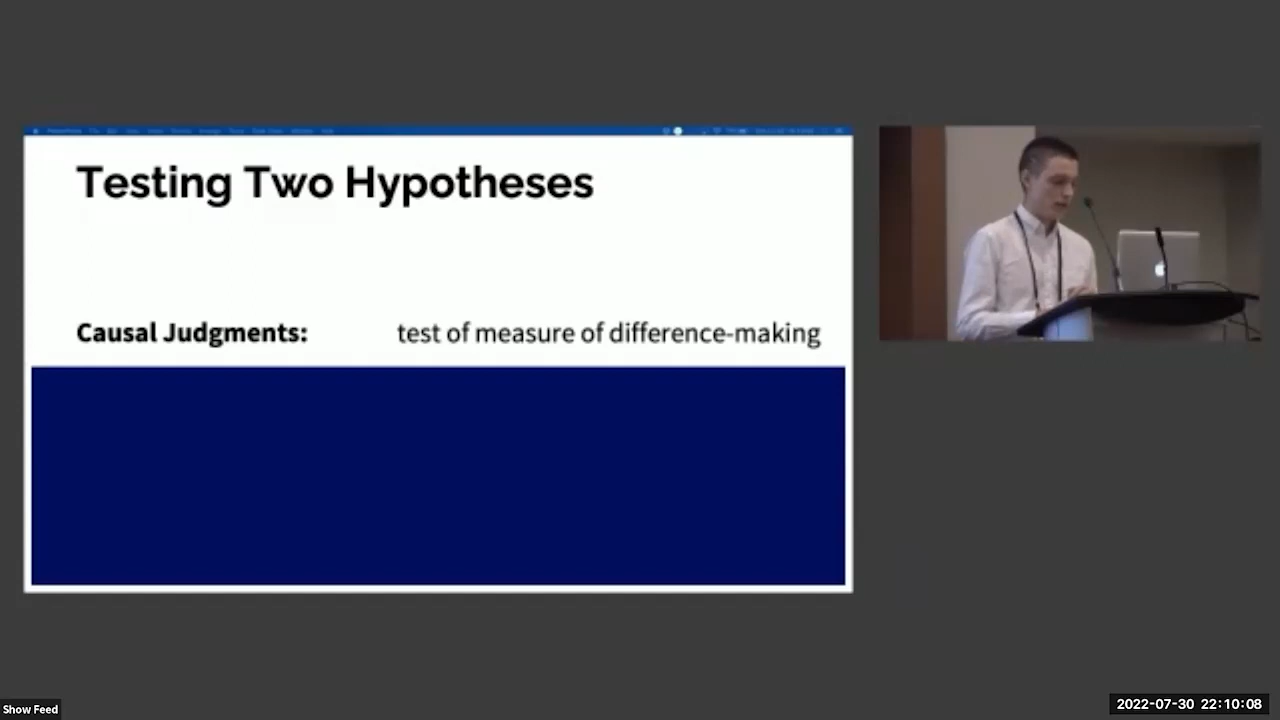 Testing Two Hypotheses
Causal Judgments: test of measure of difference-making
Show Feed
2022-07-30 22:10:08